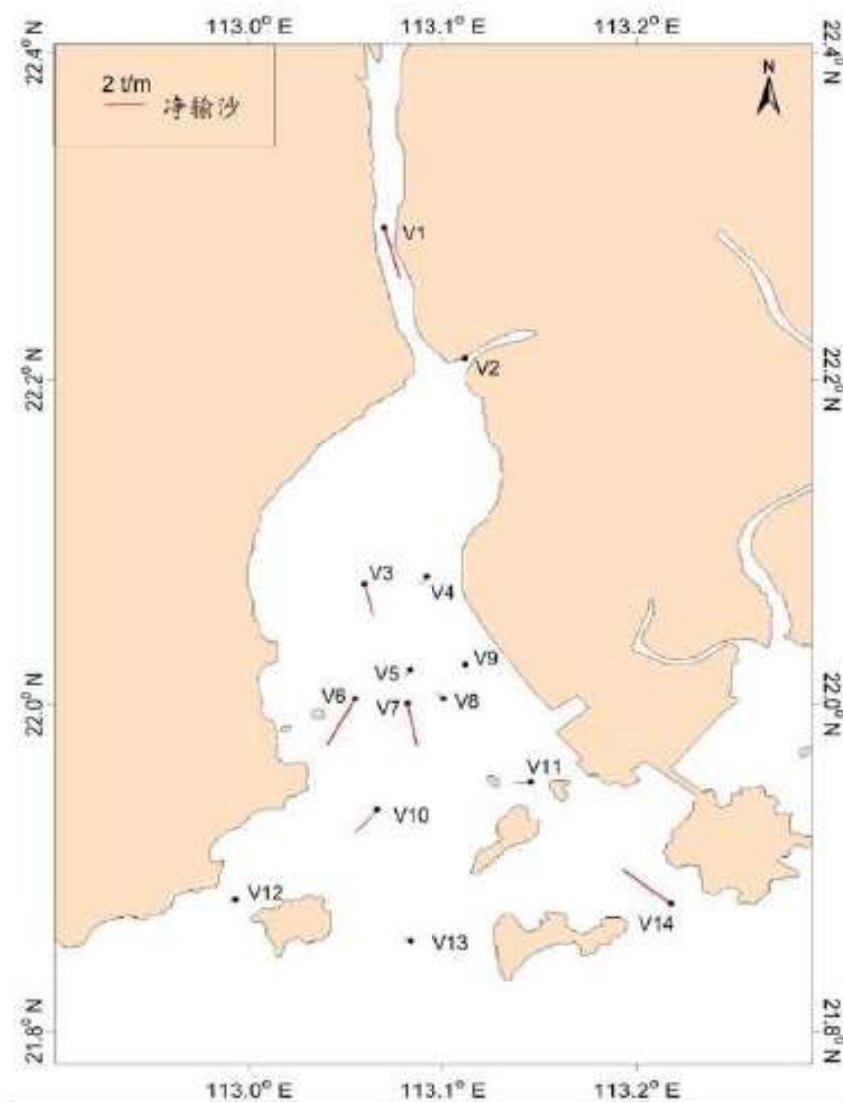 113.0° E 113.1° E 113.2° E
22.4° N 22.4° N
2 t/m
净输沙
N
V1
V2
22.2° N 22.2° N
V3
V4
V5
V9
V6
V7
V8
22.0° N 22.0° N
V11
V10
V12
V14
V13
21.8° N 21.8° N
113.0° E 113.1° E 113.2° E